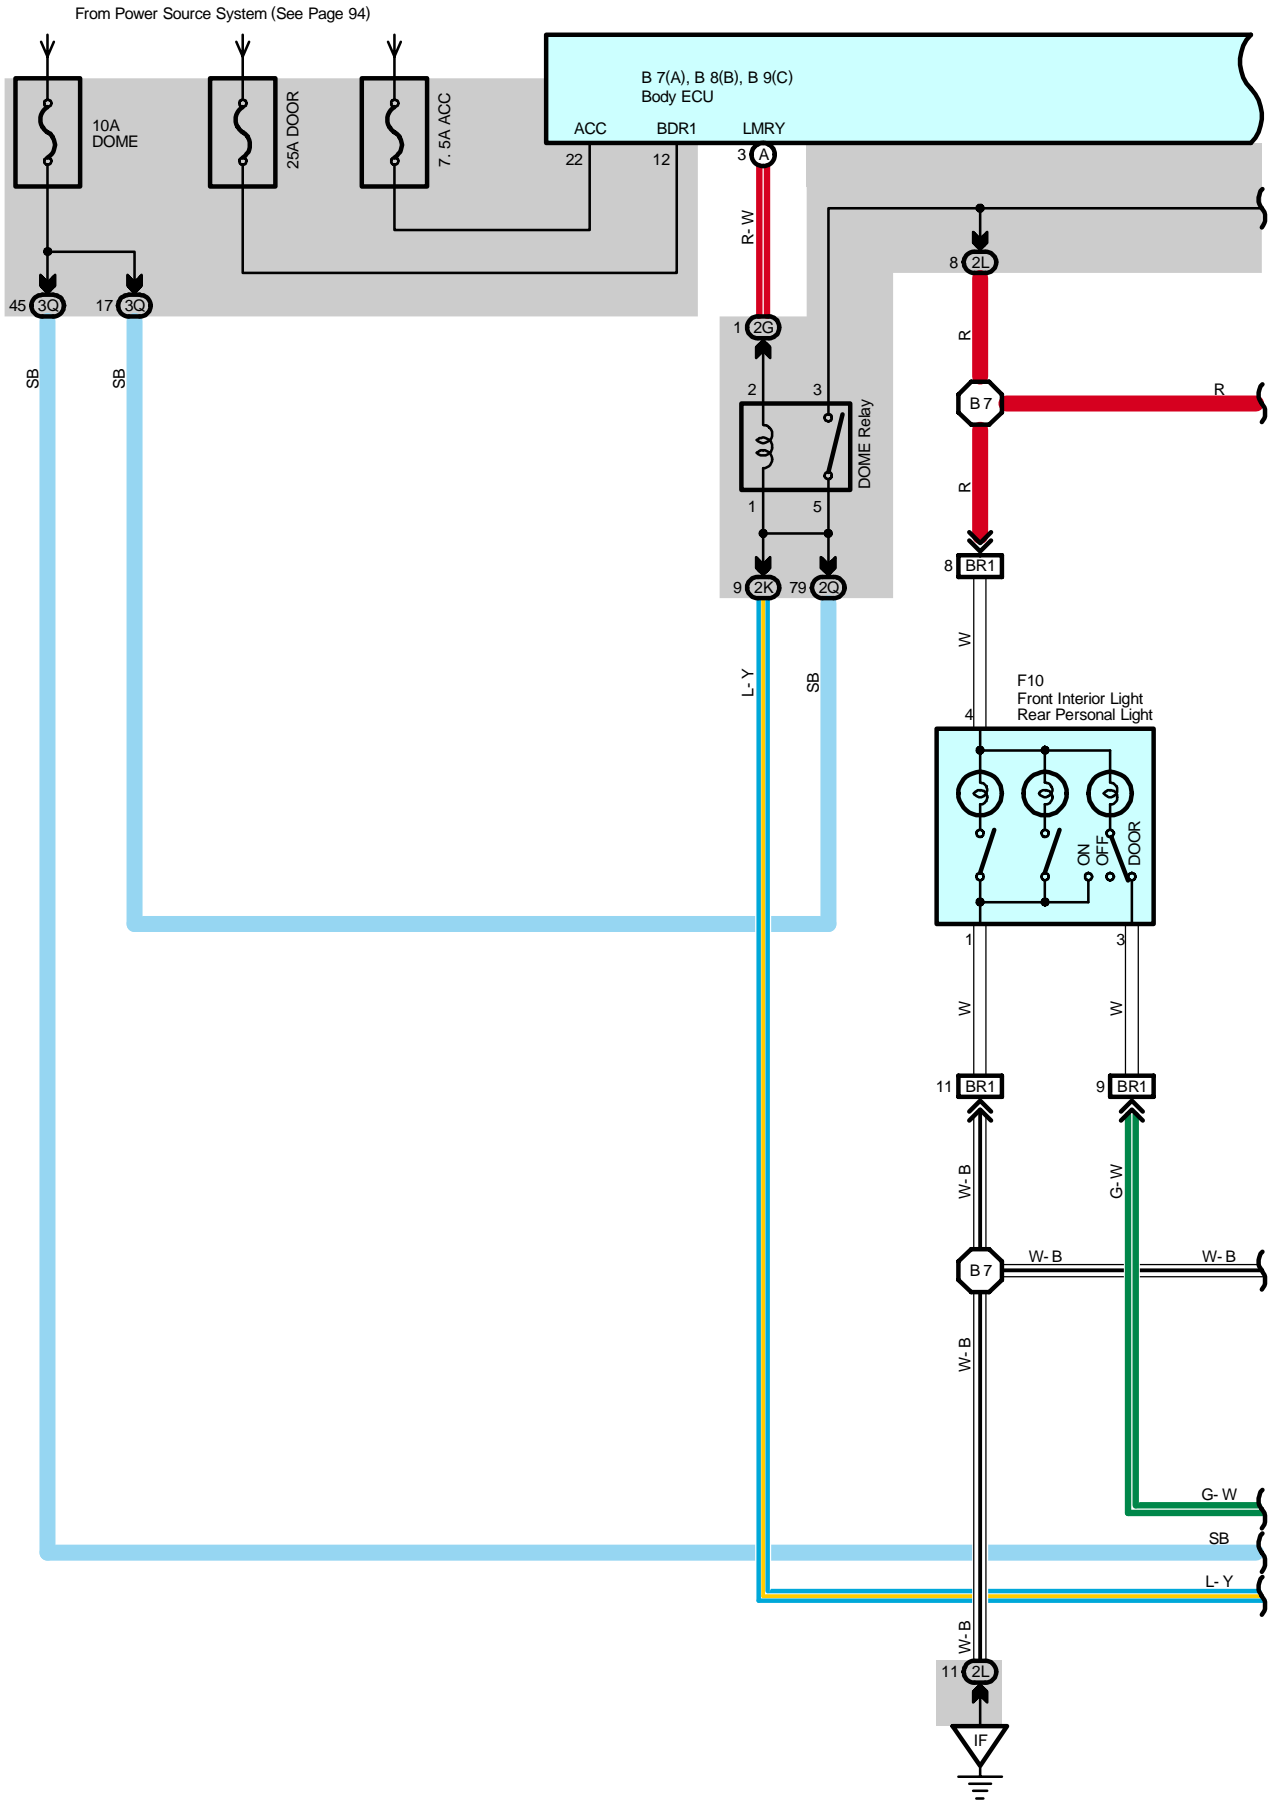 From Power Source System (See Page 94)
B 7(A), B 8(B), B 9(C)
Body ECU
10A
DOME
25A DOOR
7. 5A ACC
ACC
BDR1
LMRY
22
12
3 A
R- W
45 3Q
17 3Q
8 2L
1 2G
SB
SB
R
2
3
B 7
R
DOME Relay
R
1
5
8 BR1
9 2K
79 2Q
W
L- Y
SB
F10
Front Interior Light
Rear Personal Light
4
ON
OFF
DOOR
1
3
W
W
11 BR1
9 BR1
W- B
G- W
B 7
W- B
W- B
W- B
G- W
SB
L- Y
W- B
11 2L
IF